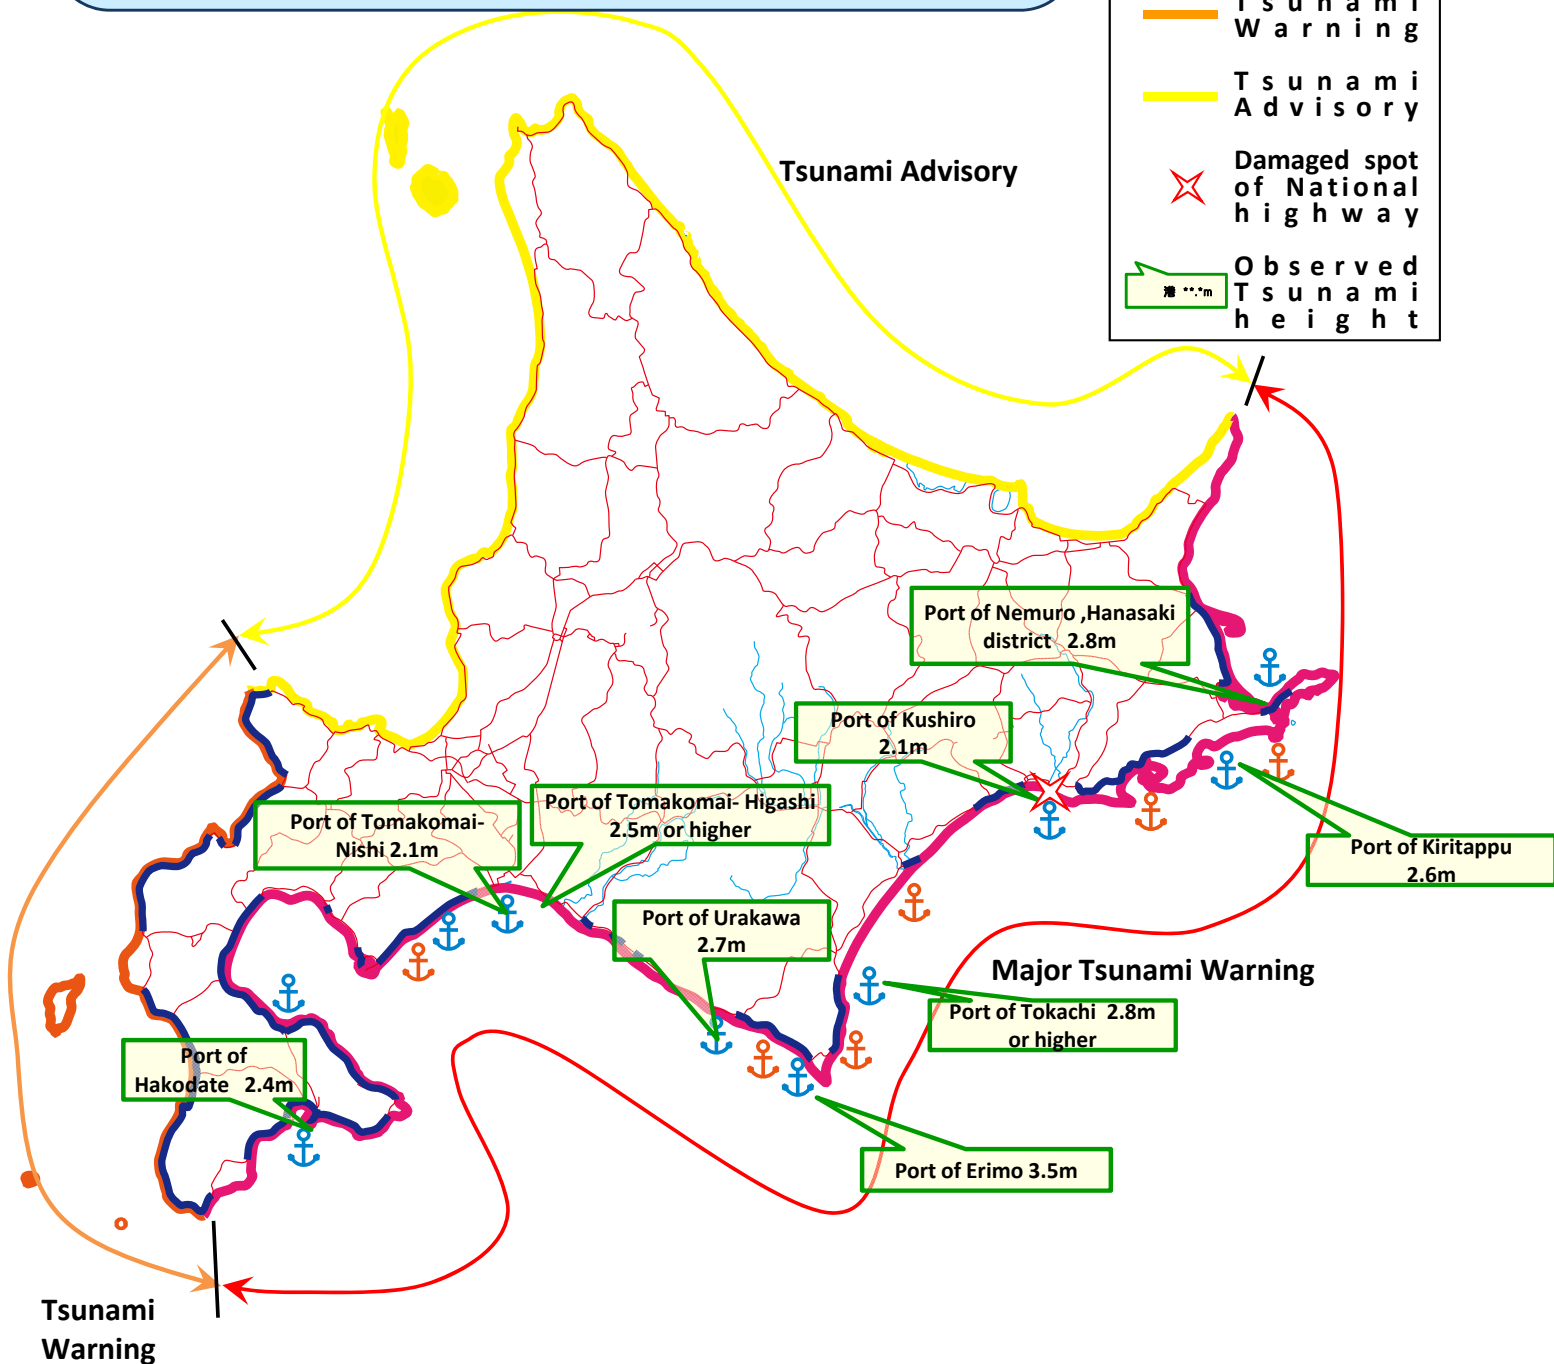 Tsunami
Warning
Tsunami
Advisory
Damaged spot
of National
highway
港 **.*m
Observed
Tsunami
height
Tsunami Advisory
Port of Nemuro ,Hanasaki
district 2.8m
Port of Kushiro
2.1m
Port of Tomakomai- Higashi
2.5m or higher
Port of Tomakomai-
Nishi 2.1m
Port of Kiritappu
2.6m
Port of Urakawa
2.7m
Major Tsunami Warning
Port of Tokachi 2.8m
or higher
Port of
Hakodate 2.4m
Port of Erimo 3.5m
Tsunami
Warning